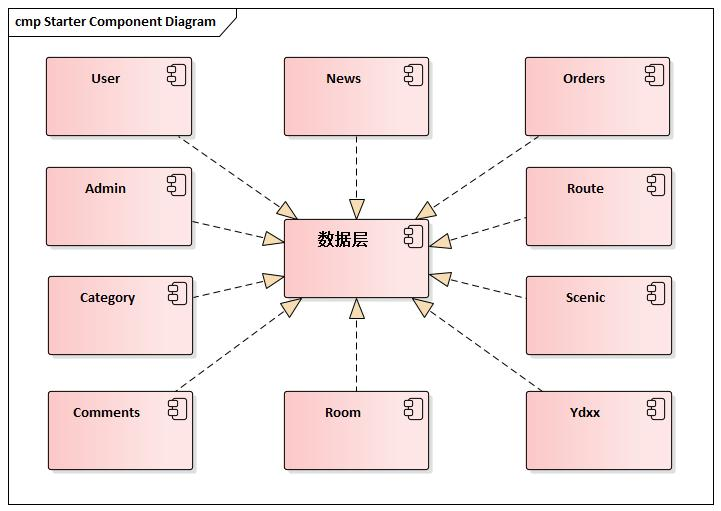 cmp Starter Component Diagram
User
News
Orders
Admin
Route
数据层
Category
Scenic
Comments
Room
Ydxx